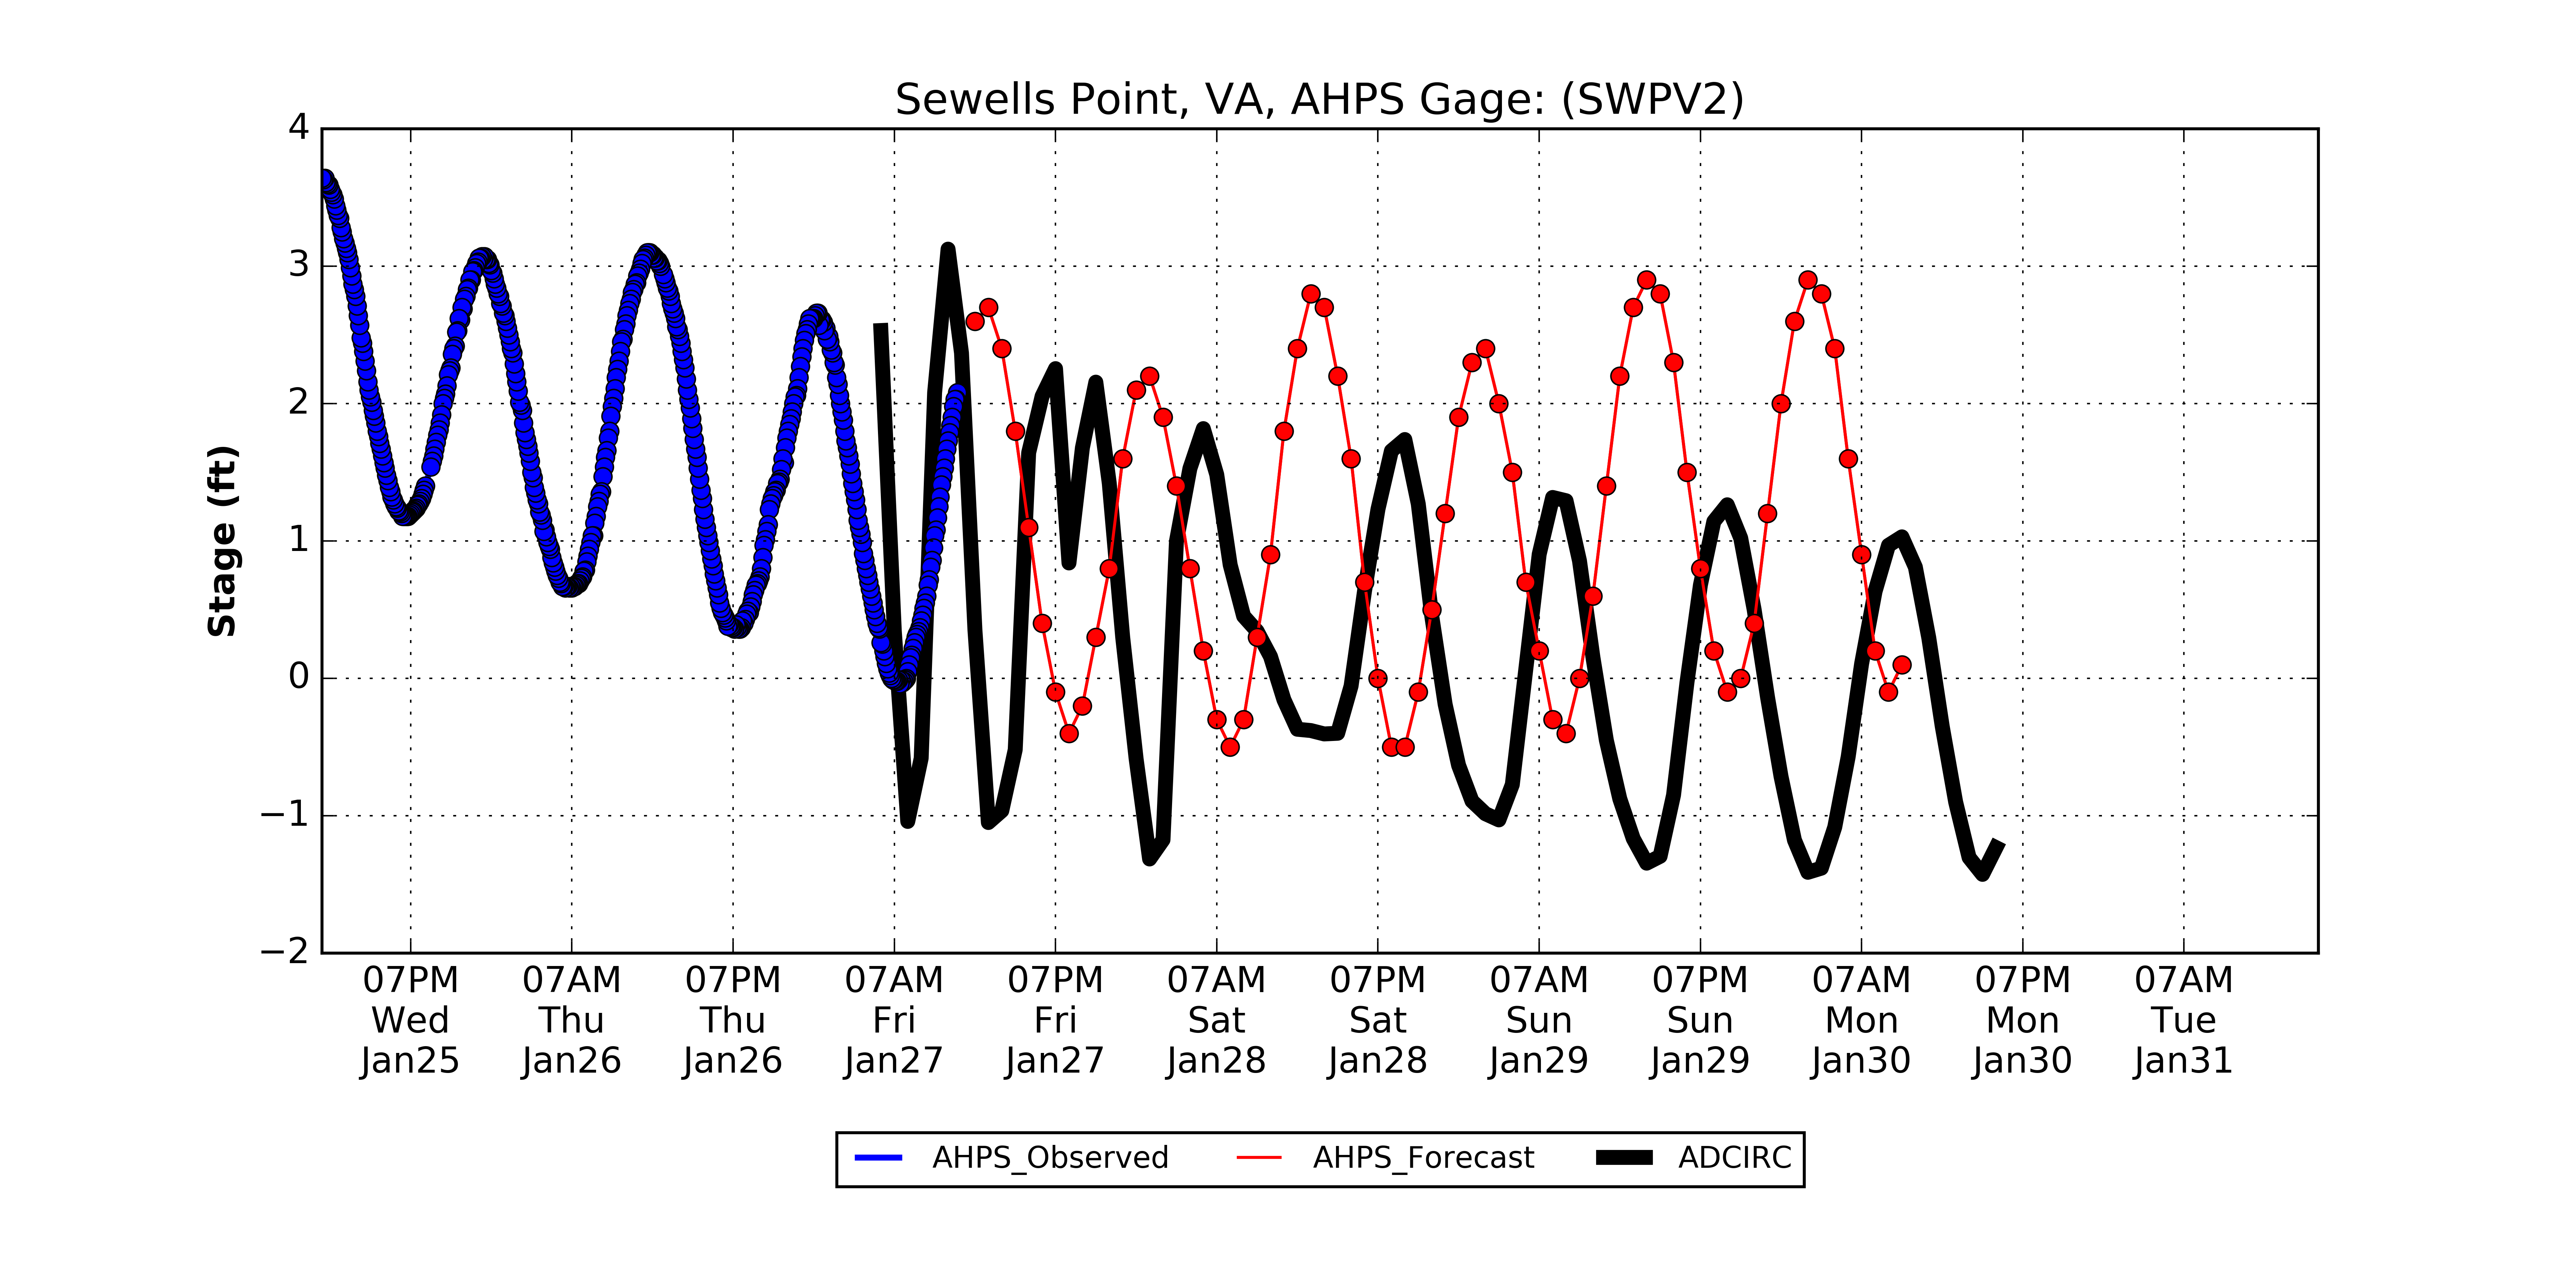 Sewells Point, VA, AHPS Gage: (SWPV2)
Stage (ft)
4
3
2
1
0
−1
−2
07PM 07AM 07PM 07AM 07PM 07AM 07PM 07AM 07PM 07AM 07PM 07AM
Wed Thu Thu Fri Fri Sat Sat Sun Sun Mon Mon Tue
Jan25 Jan26 Jan26 Jan27 Jan27 Jan28 Jan28 Jan29 Jan29 Jan30 Jan30 Jan31
AHPS_Observed AHPS_Forecast ADCIRC